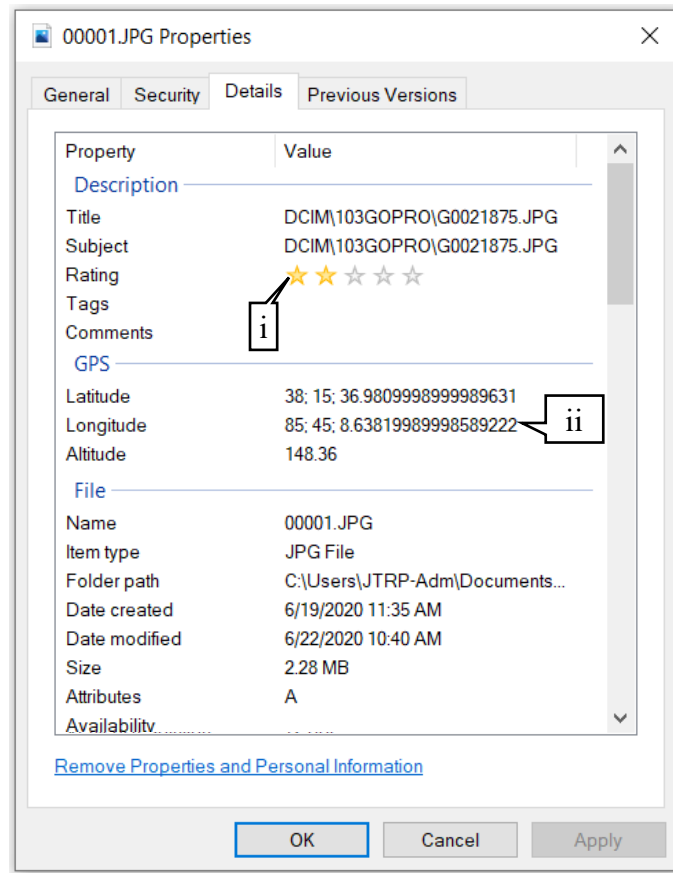 00001.JPG Properties
General Security Details Previous Versions
Property Value
Description
Title DCIM\103GOPRO\G0021875.JPG
Subject DCIM\103GOPRO\G0021875.JPG
Rating
i
Tags
Comments
GPS
Latitude 38; 15; 36.9809998999989631
Longitude 85; 45; 8.63819989998589222
ii
Altitude 148.36
File
Name 00001.JPG
Item type JPG File
Folder path C:\Users\JTRP-Adm\Documents...
Date created 6/19/2020 11:35 AM
Date modified 6/22/2020 10:40 AM
Size 2.28 MB
Attributes A
Availability
Remove Properties and Personal Information
OK Cancel Apply